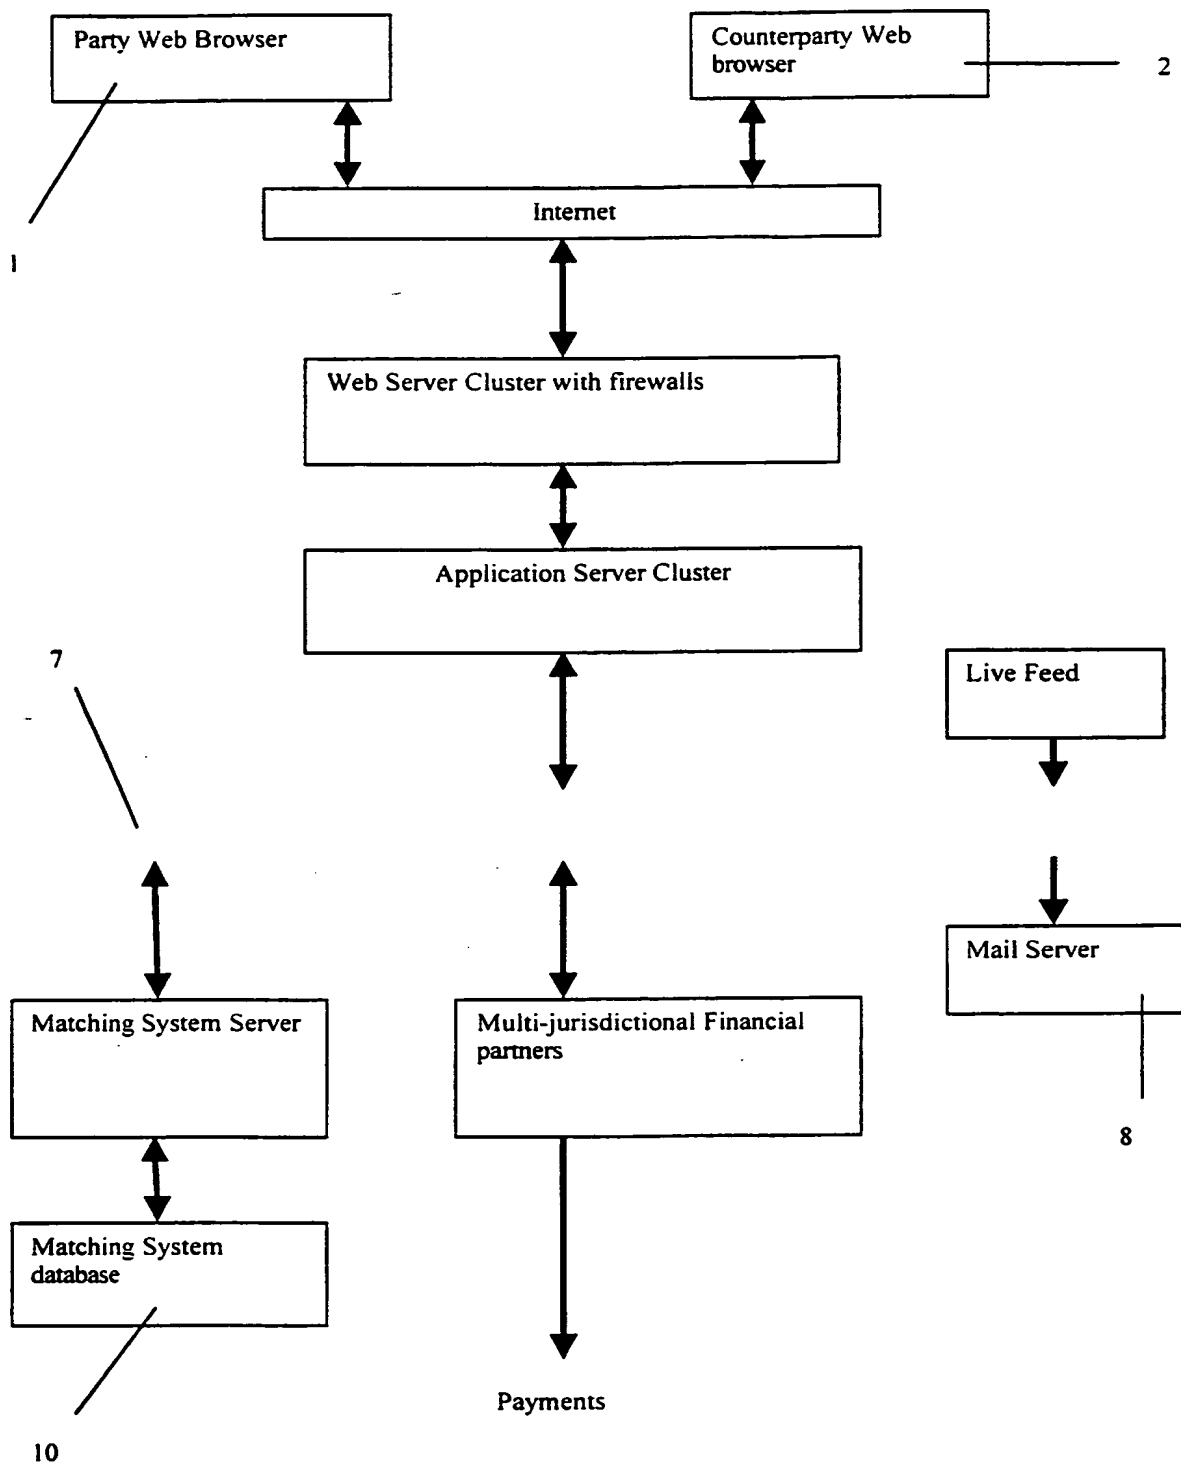 Party Web Browser
Counterparty Web
browser
2
Internet
1
Web Server Cluster with firewalls
Application Server Cluster
7
Live Feed
Mail Server
Matching System Server
Multi-jurisdictional Financial
partners
8
Matching System
database
Payments
10